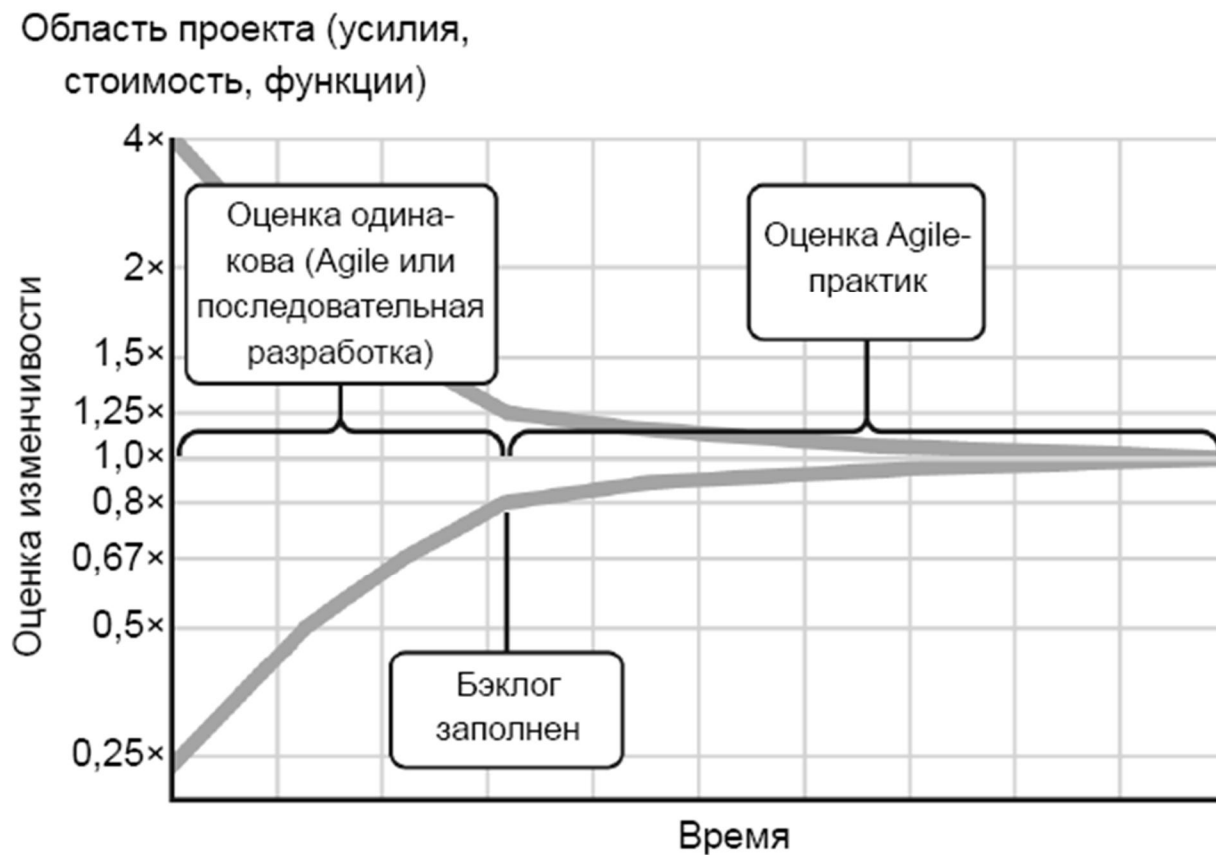 Область проекта (усилия,
стоимость, функции)
4×
Оценка одина-
кова (Agile или
последовательная
разработка)
Оценка Agile-
практик
2×
1,5×
1,25×
1,0×
0,8×
0,67×
0,5×
0,25×
Оценка изменчивости
Бэклог
заполнен
Время